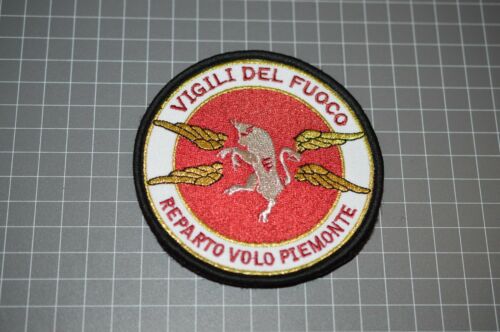 VIGILI DEL FUOCO
REPARTO VOLO PIEMONTE